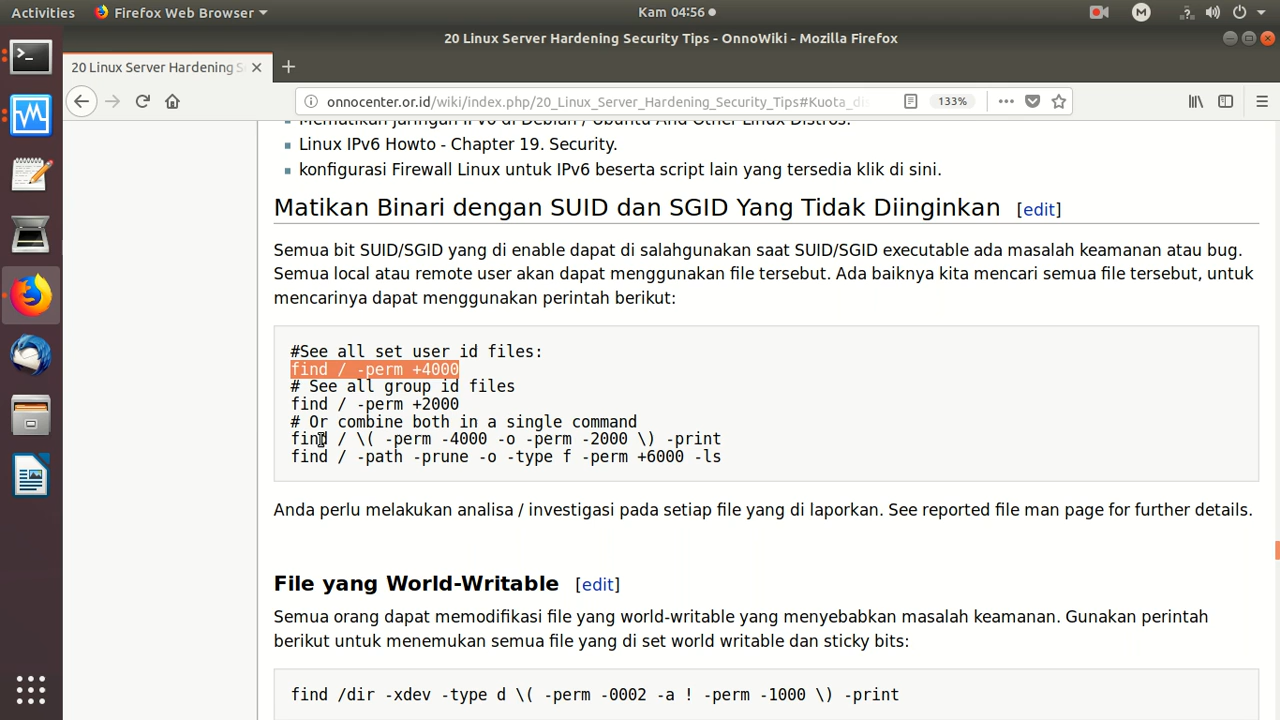 Activities
Firefox Web Browser
Kam 04:56
M
20 Linux Server Hardening Security Tips - OnnoWiki - Mozilla Firefox
20 Linux Server Hardening S
onnocenter.or.id/wiki/index.php/20_Linux_Server_Hardening_Security_Tips#Kuota_di
133%
Mematikan jaringan IPv6 di Debian / Ubuntu And Other Linux Distros.
Linux IPv6 Howto - Chapter 19. Security.
konfigurasi Firewall Linux untuk IPv6 beserta script lain yang tersedia klik di sini.
Matikan Binari dengan SUID dan SGID Yang Tidak Diinginkan [edit]
Semua bit SUID/SGID yang di enable dapat di salahgunakan saat SUID/SGID executable ada masalah keamanan atau bug.
Semua local atau remote user akan dapat menggunakan file tersebut. Ada baiknya kita mencari semua file tersebut, untuk
mencarinya dapat menggunakan perintah berikut:
#See all set user id files:
find / -perm +4000
# See all group id files
find / -perm +2000
# Or combine both in a single command
find / \( -perm -4000 -o -perm -2000 \) -print
find / -path -prune -o -type f -perm +6000 -ls
Anda perlu melakukan analisa / investigasi pada setiap file yang di laporkan. See reported file man page for further details.
File yang World-Writable [edit]
Semua orang dapat memodifikasi file yang world-writable yang menyebabkan masalah keamanan. Gunakan perintah
berikut untuk menemukan semua file yang di set world writable dan sticky bits:
find /dir -xdev -type d \( -perm -0002 -a ! -perm -1000 \) -print